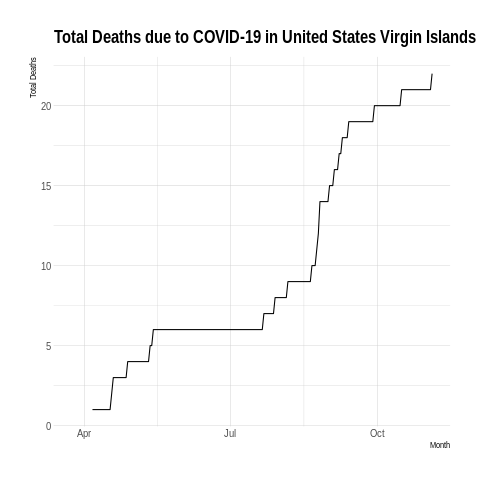 Total Deaths due to COVID-19 in United States Virgin Islands
Total Deaths
20
15
10
5
0
Apr Jul Oct
Month